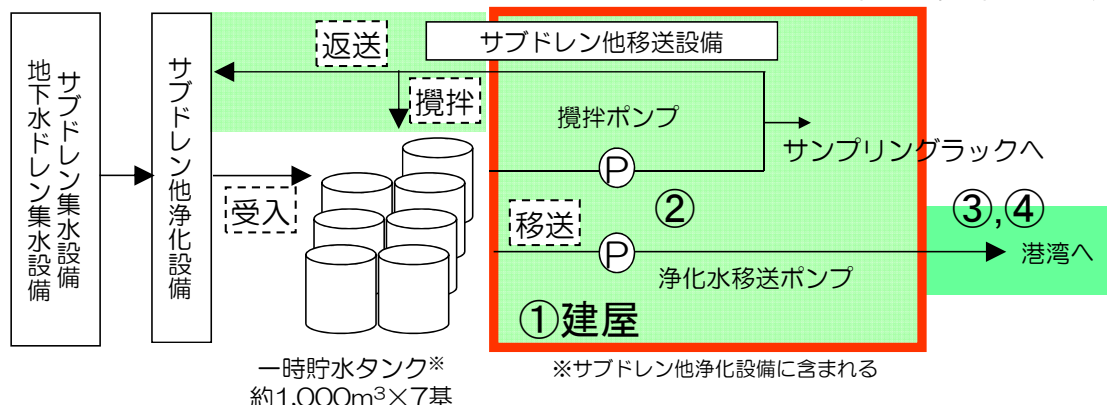 サブドレン集水設備
地下水ドレン集水設備
サブドレン他浄化設備
返送
サブドレン他移送設備
攪拌
攪拌ポンプ
サンプリングラックへ
P
受入
②
③,④
移送
P
港湾へ
浄化水移送ポンプ
①建屋
一時貯水タンク※
約1,000m³×7基
※サブドレン他浄化設備に含まれる